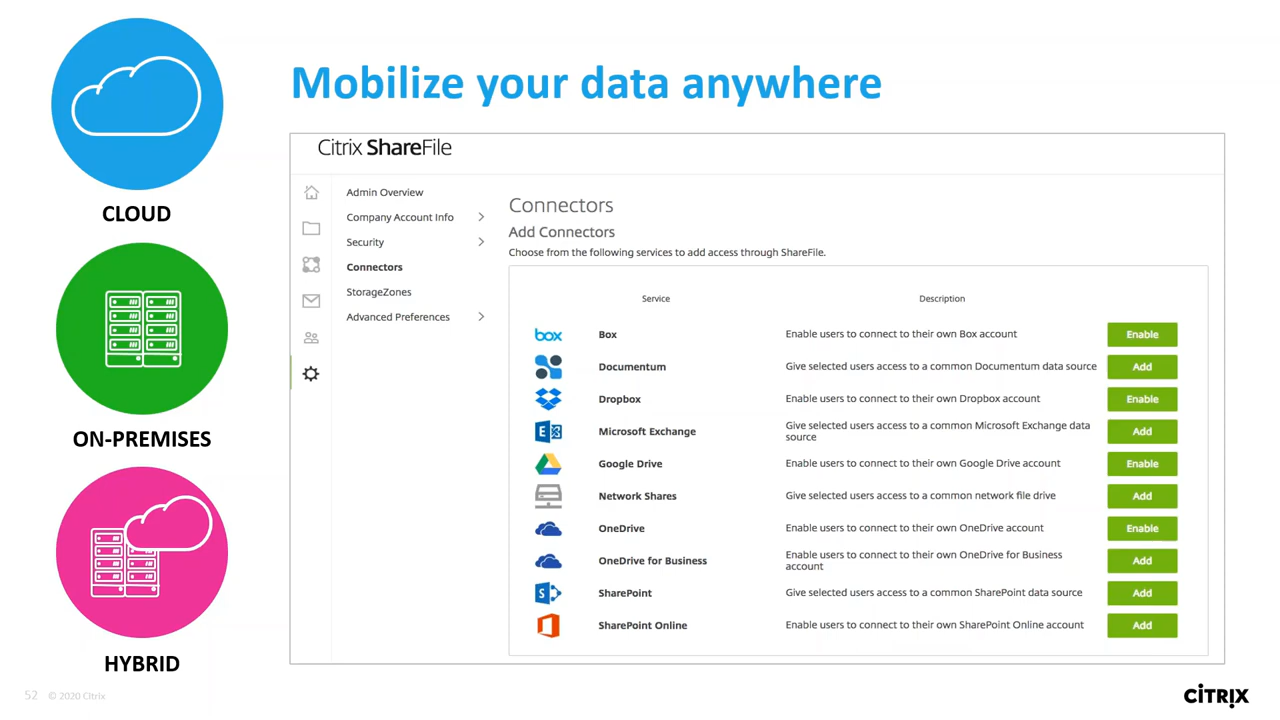 Mobilize your data anywhere
CLOUD
ON-PREMISES
HYBRID
Citrix ShareFile
Admin Overview
Company Account Info
Security
Connectors
StorageZones
Advanced Preferences
Connectors
Add Connectors
Choose from the following services to add access through ShareFile.
Service Description
box Box Enable users to connect to their own Box account Enable
Documentum Give selected users access to a common Documentum data source Add
Dropbox Enable users to connect to their own Dropbox account Enable
Microsoft Exchange Give selected users access to a common Microsoft Exchange data
source Add
Google Drive Enable users to connect to their own Google Drive account Enable
Network Shares Give selected users access to a common network file drive Add
OneDrive Enable users to connect to their own OneDrive account Enable
OneDrive for Business Enable users to connect to their own OneDrive for Business
account Add
SharePoint Give selected users access to a common SharePoint data source Add
SharePoint Online Enable users to connect to their own SharePoint Online account Add
52 © 2020 Citrix
CITRIX